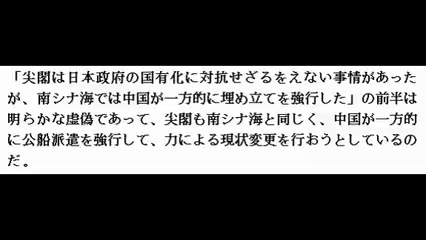 「尖閣は日本政府の国有化に対抗せざるをえない事情があった
が、南シナ海では中国が一方的に埋め立てを強行した」の前半は
明らかな虚偽であって、尖閣も南シナ海と同じく、中国が一方的
に公船派遣を強行して、力による現状変更を行おうとしているの
だ。